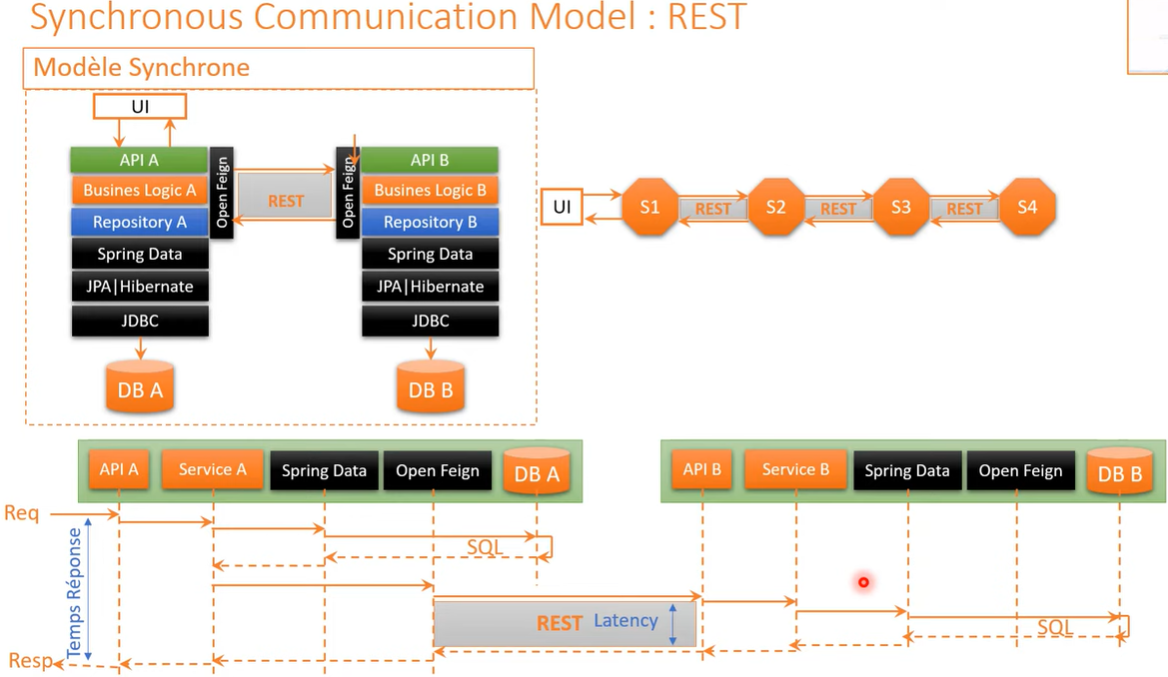 Synchronous Communication Model : REST
Modèle Synchrone
UI
API A
Busines Logic A
Repository A
Spring Data
JPA|Hibernate
JDBC
DB A
Open Feign
REST
Open Feign
API B
Busines Logic B
Repository B
Spring Data
JPA|Hibernate
JDBC
DB B
UI
S1
REST
S2
REST
S3
REST
S4
API A
Service A
Spring Data
Open Feign
DB A
API B
Service B
Spring Data
Open Feign
DB B
Req
Temps Réponse
SQL
REST
Latency
SQL
Resp